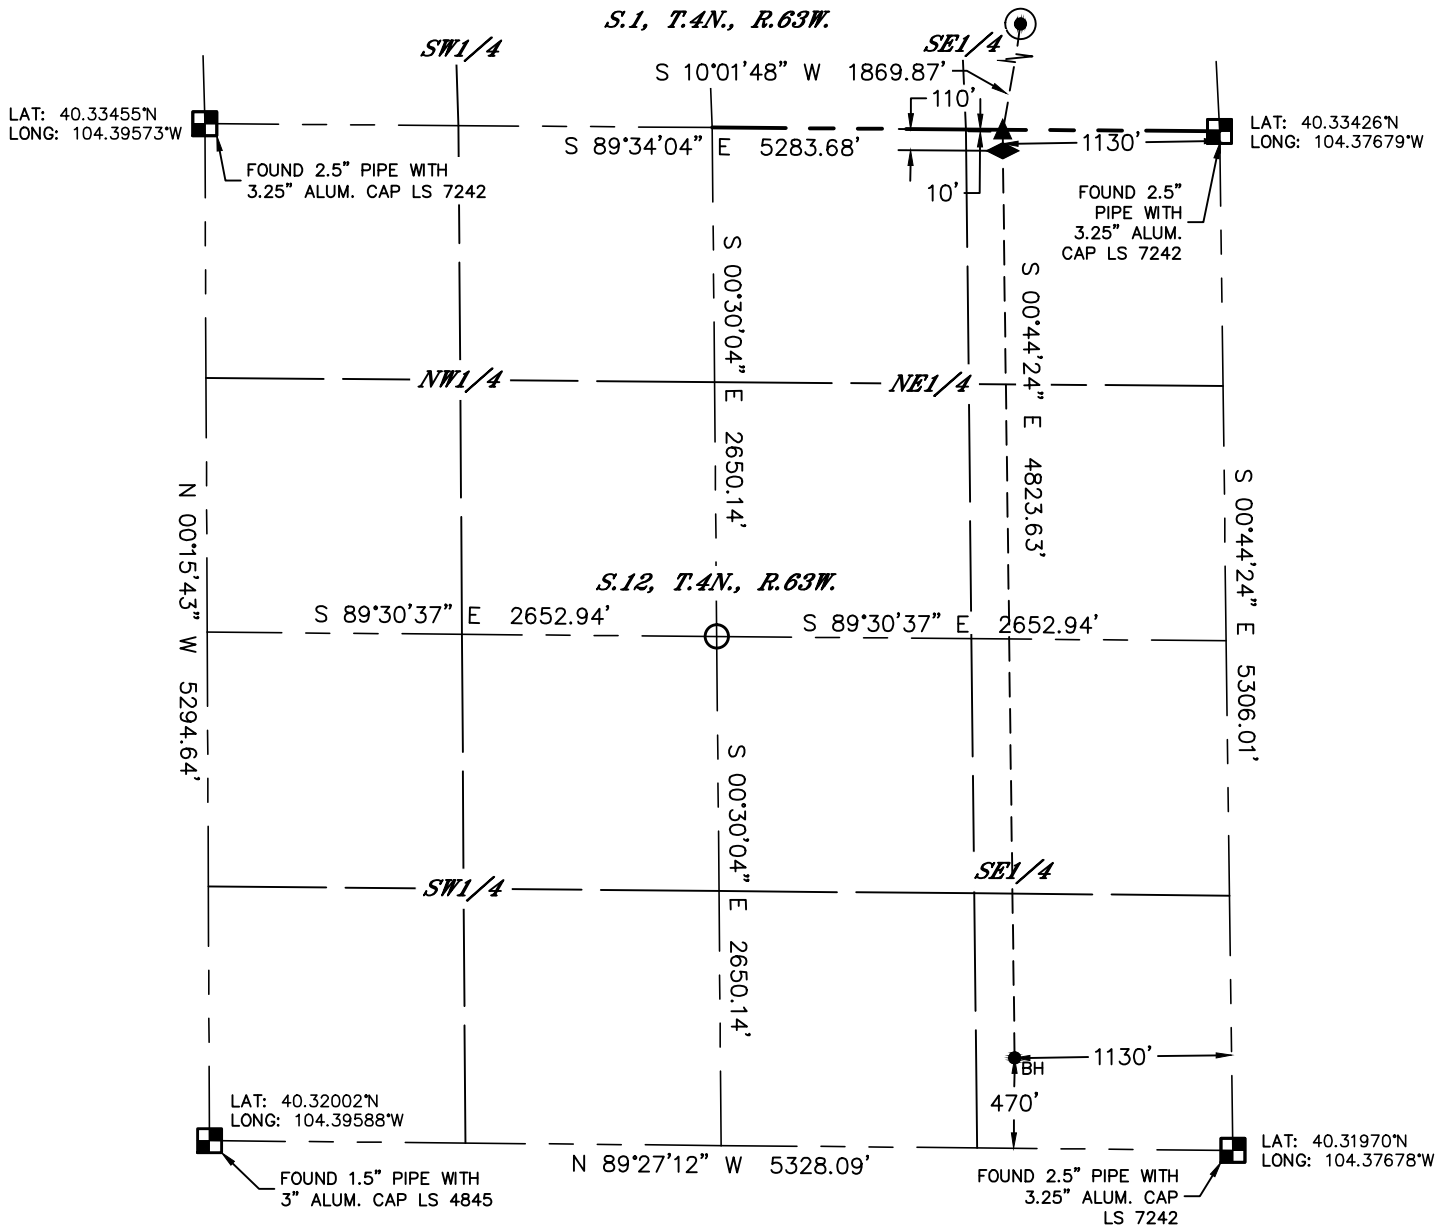 S.1, T.4N., R.63W.
SW1/4
SE1/4
S 10°01'48" W 1869.87'
110'
LAT: 40.33455°N
LONG: 104.39573°W
LAT: 40.33426°N
LONG: 104.37679°W
S 89°34'04" E 5283.68'
1130'
FOUND 2.5" PIPE WITH
3.25" ALUM. CAP LS 7242
10'
FOUND 2.5"
PIPE WITH
3.25" ALUM.
CAP LS 7242
S 00°30'04" E 2650.14'
S 00°44'24" E 4823.63'
NW1/4
NE1/4
N 00°15'43" W 5294.64'
S 00°44'24" E 5306.01'
S.12, T.4N., R.63W.
S 89°30'37" E 2652.94'
S 89°30'37" E 2652.94'
S 00°30'04" E 2650.14'
SW1/4
SE1/4
1130'
BH
470'
LAT: 40.32002°N
LONG: 104.39588°W
LAT: 40.31970°N
LONG: 104.37678°W
N 89°27'12" W 5328.09'
FOUND 1.5" PIPE WITH
3" ALUM. CAP LS 4845
FOUND 2.5" PIPE WITH
3.25" ALUM. CAP
LS 7242